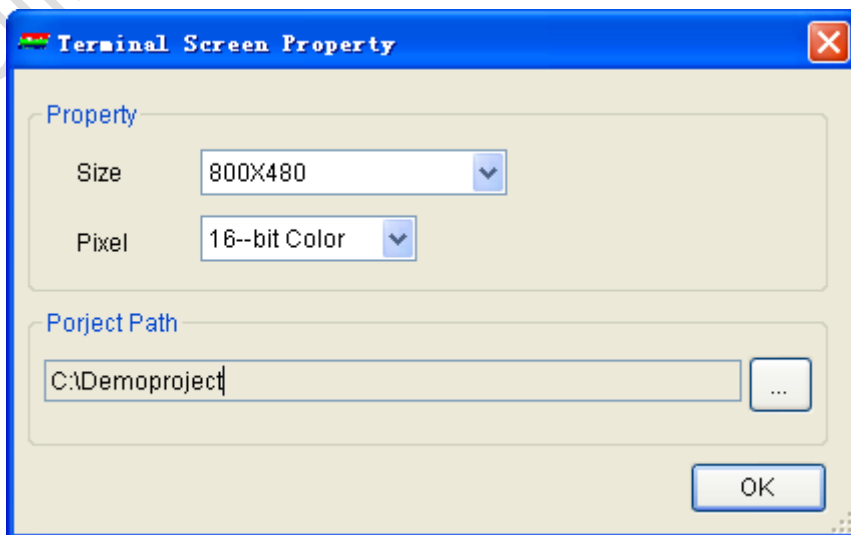 Terminal Screen Property
Property
Size 800X480
Pixel 16--bit Color
Porject Path
C:\Demoproject ...
OK